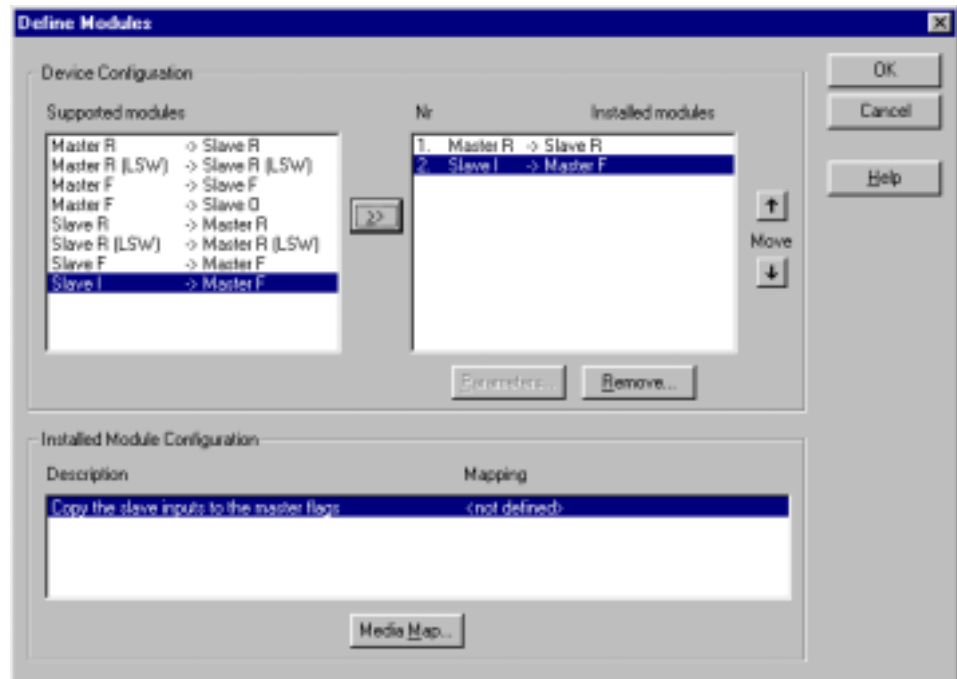 Define Modules
Device Configuration
OK
Supported modules
Nr Installed modules
Cancel
Master R -> Slave R
Master R (LSW) -> Slave R (LSW)
Master F -> Slave F
Master F -> Slave O
Slave R -> Master R
Slave R (LSW) -> Master R (LSW)
Slave F -> Master F
Slave I -> Master F
>>
1. Master R -> Slave R
2. Slave I -> Master F
Help
Move
Parameters...
Remove...
Installed Module Configuration
Description Mapping
Copy the slave inputs to the master flags <not defined>
Media Map...